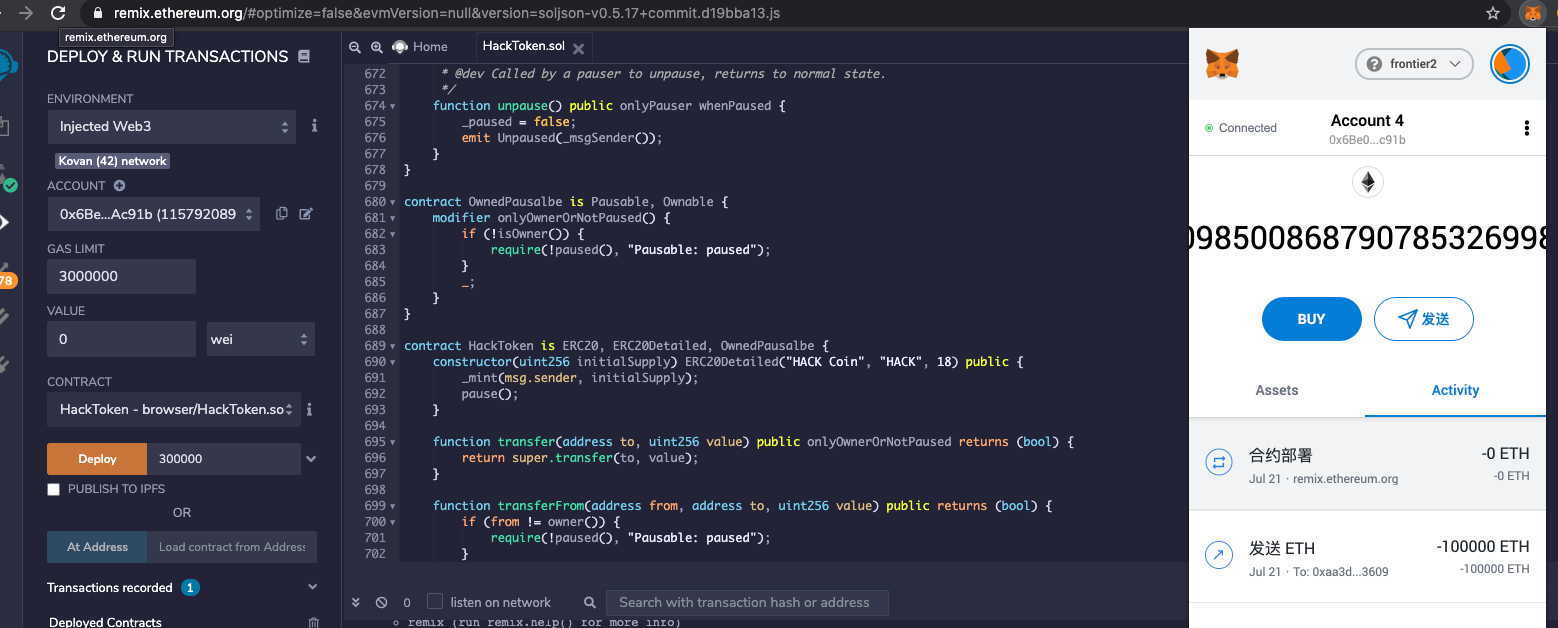 remix.ethereum.org/#optimize=false&evmVersion=null&version=soljson-v0.5.17+commit.d19bba13.js
remix.ethereum.org
DEPLOY & RUN TRANSACTIONS
ENVIRONMENT
Injected Web3
Kovan (42) network
ACCOUNT
0x6Be...Ac91b (115792089
GAS LIMIT
3000000
VALUE
0
wei
CONTRACT
HackToken - browser/HackToken.so
Deploy
300000
PUBLISH TO IPFS
OR
At Address
Load contract from Address
Transactions recorded 1
Deployed Contracts
78
Home
HackToken.sol
672 * @dev Called by a pauser to unpause, returns to normal state.
673 */
674 function unpause() public onlyPauser whenPaused {
675 _paused = false;
676 emit Unpaused(_msgSender());
677 }
678 }
679
680 contract OwnedPausalbe is Pausable, Ownable {
681 modifier onlyOwnerOrNotPaused() {
682 if (!isOwner()) {
683 require(!paused(), "Pausable: paused");
684 }
685 _;
686 }
687 }
688
689 contract HackToken is ERC20, ERC20Detailed, OwnedPausalbe {
690 constructor(uint256 initialSupply) ERC20Detailed("HACK Coin", "HACK", 18) public {
691 _mint(msg.sender, initialSupply);
692 pause();
693 }
694
695 function transfer(address to, uint256 value) public onlyOwnerOrNotPaused returns (bool) {
696 return super.transfer(to, value);
697 }
698
699 function transferFrom(address from, address to, uint256 value) public returns (bool) {
700 if (from != owner()) {
701 require(!paused(), "Pausable: paused");
702 }
0
listen on network
Search with transaction hash or address
remix (run remix.help() for more info)
frontier2
Connected
Account 4
0x6Be0...c91b
098500868790785326998
BUY
发送
Assets
Activity
合约部署
-0 ETH
Jul 21 · remix.ethereum.org
-0 ETH
发送 ETH
-100000 ETH
Jul 21 · To: 0xaa3d...3609
-100000 ETH